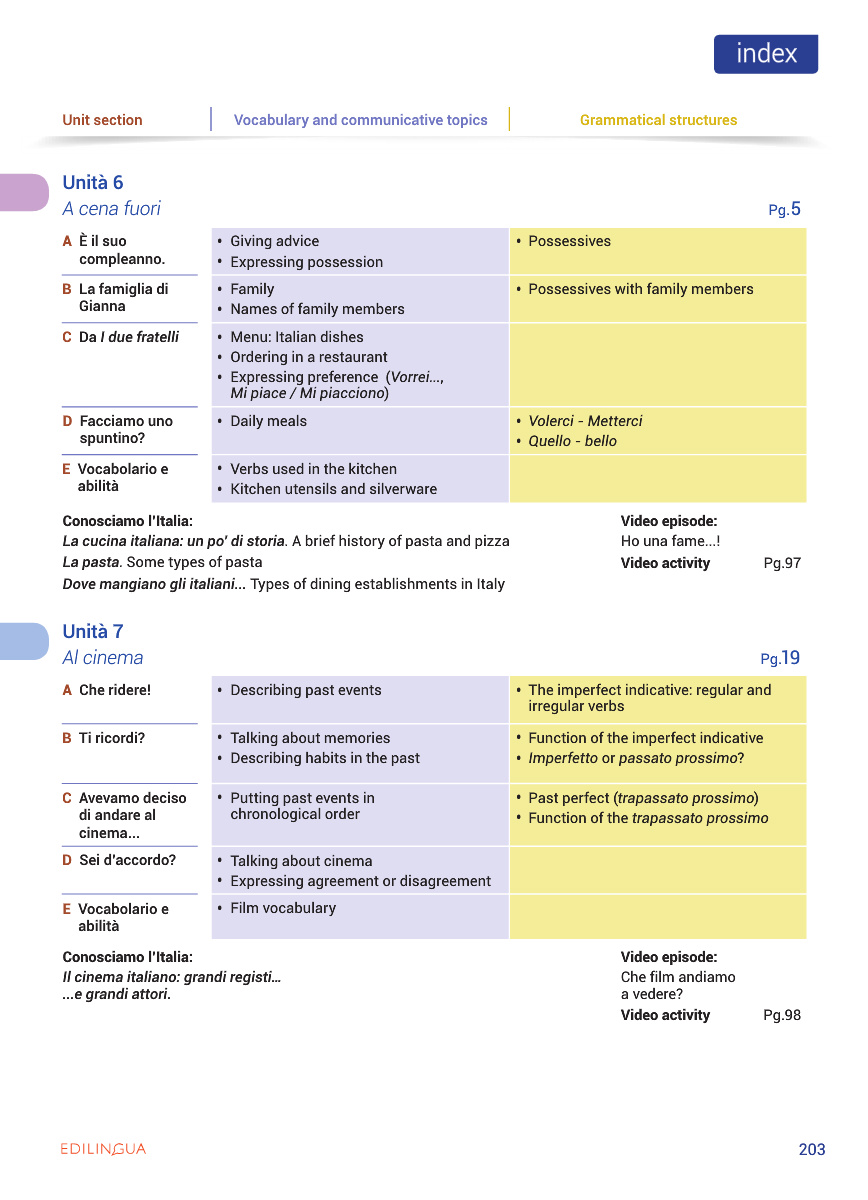 index
Unit section
Vocabulary and communicative topics
Grammatical structures
Unità 6
A cena fuori
Pg.5
A È il suo
compleanno.
• Giving advice
• Expressing possession
• Possessives
B La famiglia di
Gianna
• Family
• Names of family members
• Possessives with family members
C Da I due fratelli
• Menu: Italian dishes
• Ordering in a restaurant
• Expressing preference (Vorrei...,
Mi piace / Mi piacciono)
D Facciamo uno
spuntino?
• Daily meals
• Volerci - Metterci
• Quello - bello
E Vocabolario e
abilità
• Verbs used in the kitchen
• Kitchen utensils and silverware
Conosciamo l'Italia:
La cucina italiana: un po' di storia. A brief history of pasta and pizza
La pasta. Some types of pasta
Dove mangiano gli italiani... Types of dining establishments in Italy
Video episode:
Ho una fame...!
Video activity Pg.97
Unità 7
Al cinema
Pg.19
A Che ridere!
• Describing past events
• The imperfect indicative: regular and
irregular verbs
B Ti ricordi?
• Talking about memories
• Describing habits in the past
• Function of the imperfect indicative
• Imperfetto or passato prossimo?
C Avevamo deciso
di andare al
cinema...
• Putting past events in
chronological order
• Past perfect (trapassato prossimo)
• Function of the trapassato prossimo
D Sei d'accordo?
• Talking about cinema
• Expressing agreement or disagreement
E Vocabolario e
abilità
• Film vocabulary
Conosciamo l'Italia:
Il cinema italiano: grandi registi...
...e grandi attori.
Video episode:
Che film andiamo
a vedere?
Video activity Pg.98
EDILINGUA
203